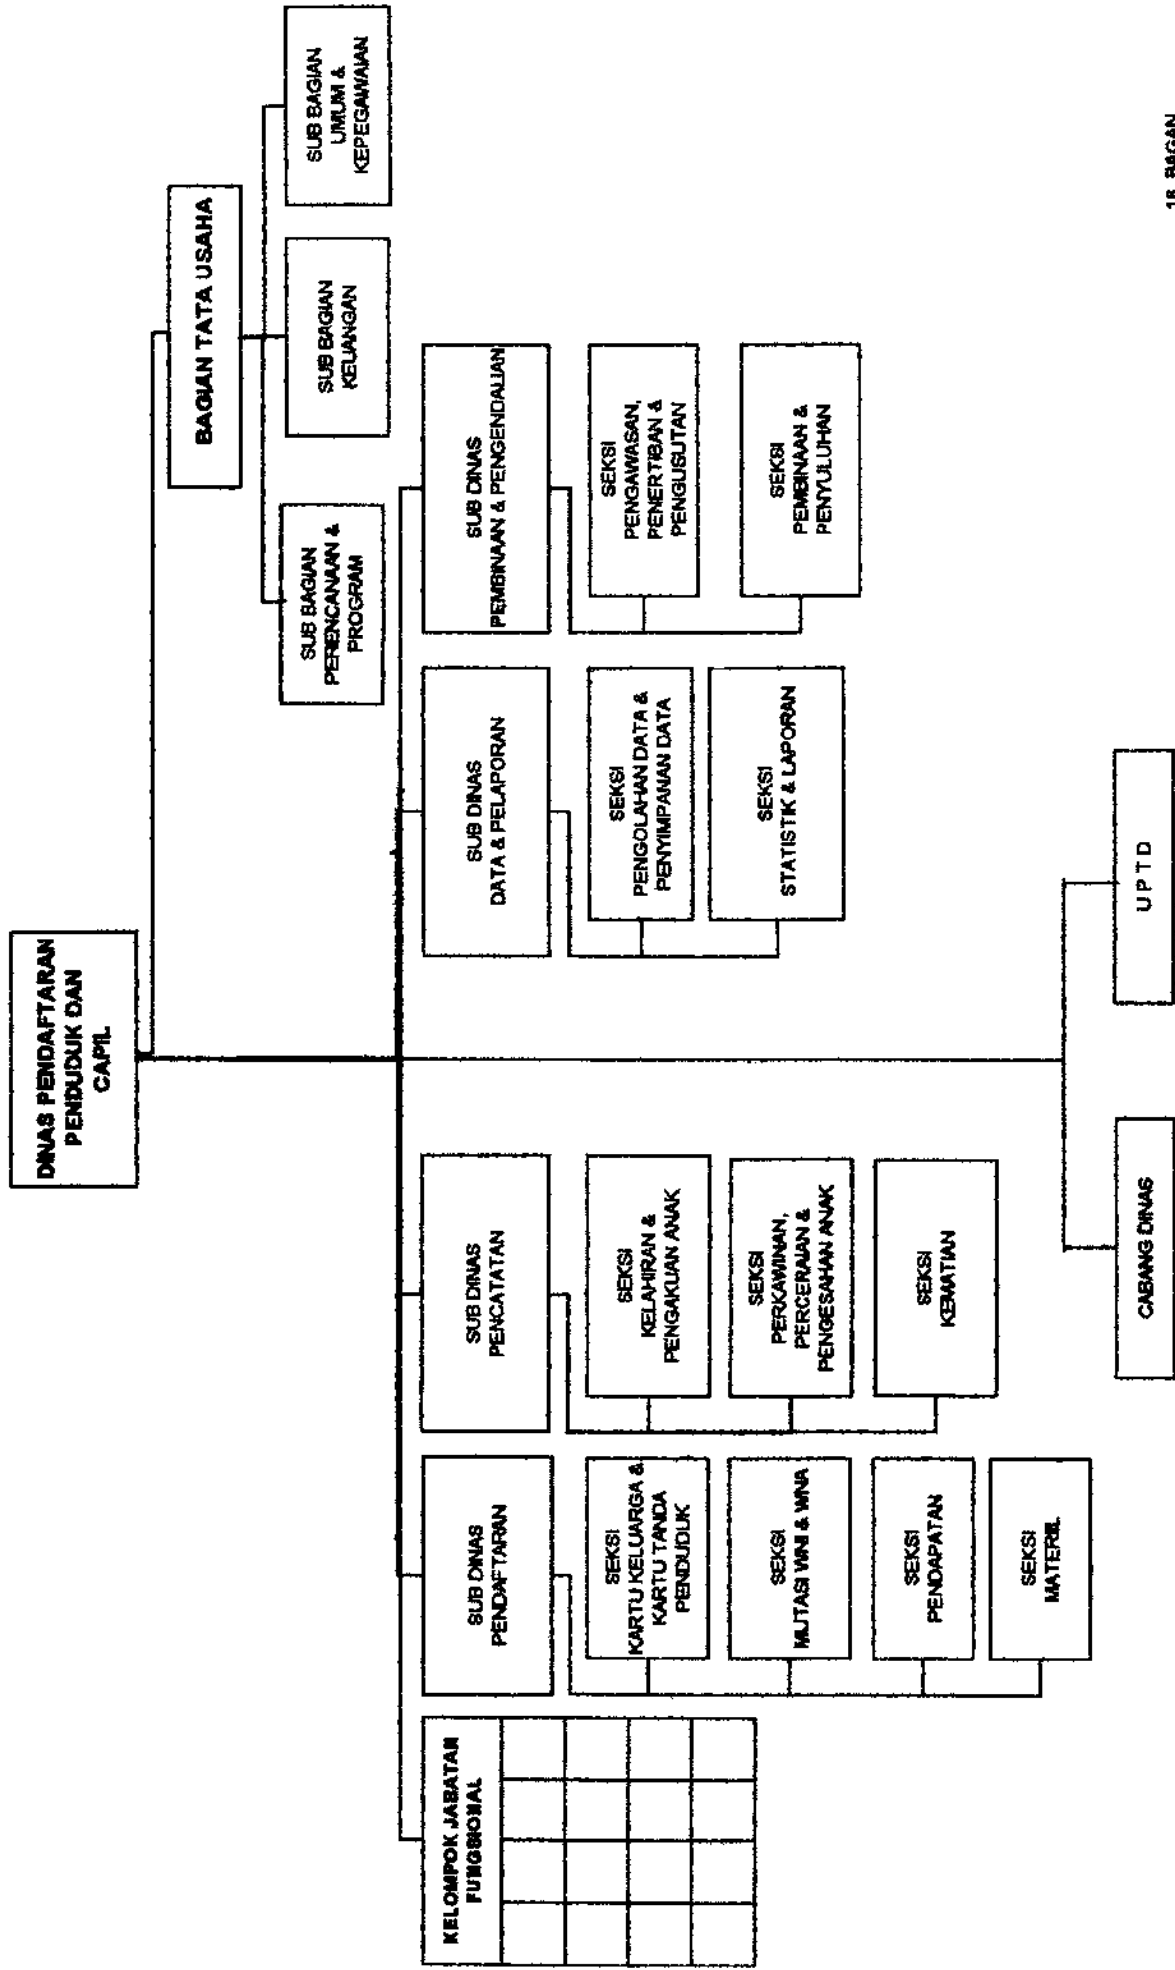 DINAS PENDAFTARAN
PENDUDUK DAN
CAPIL
BAGIAN TATA USAHA
SUB BAGIAN
PERENCANAAN &
PROGRAM
SUB BAGIAN
KEUANGAN
SUB BAGIAN
UMUM &
KEPEGAWAIAN
KELOMPOK JABATAN
FUNGSIONAL
SUB DINAS
PENDAFTARAN
SEKSI
KARTU KELUARGA &
KARTU TANDA
PENDUDUK
SEKSI
MUTASI WNI & WNA
SEKSI
PENDAPATAN
SEKSI
MATERIIL
SUB DINAS
PENCATATAN
SEKSI
KELAHIRAN &
PENGAKUAN ANAK
SEKSI
PERKAWINAN,
PERCERAIAN &
PENGESAHAN ANAK
SEKSI
KEMATIAN
SUB DINAS
DATA & PELAPORAN
SEKSI
PENGOLAHAN DATA &
PENYIMPANAN DATA
SEKSI
STATISTIK & LAPORAN
SUB DINAS
PEMBINAAN & PENGENDALIAN
SEKSI
PENGAWASAN,
PENERTIBAN &
PENGUSUTAN
SEKSI
PEMBINAAN &
PENYULUHAN
CABANG DINAS
U P T D
BAGAN